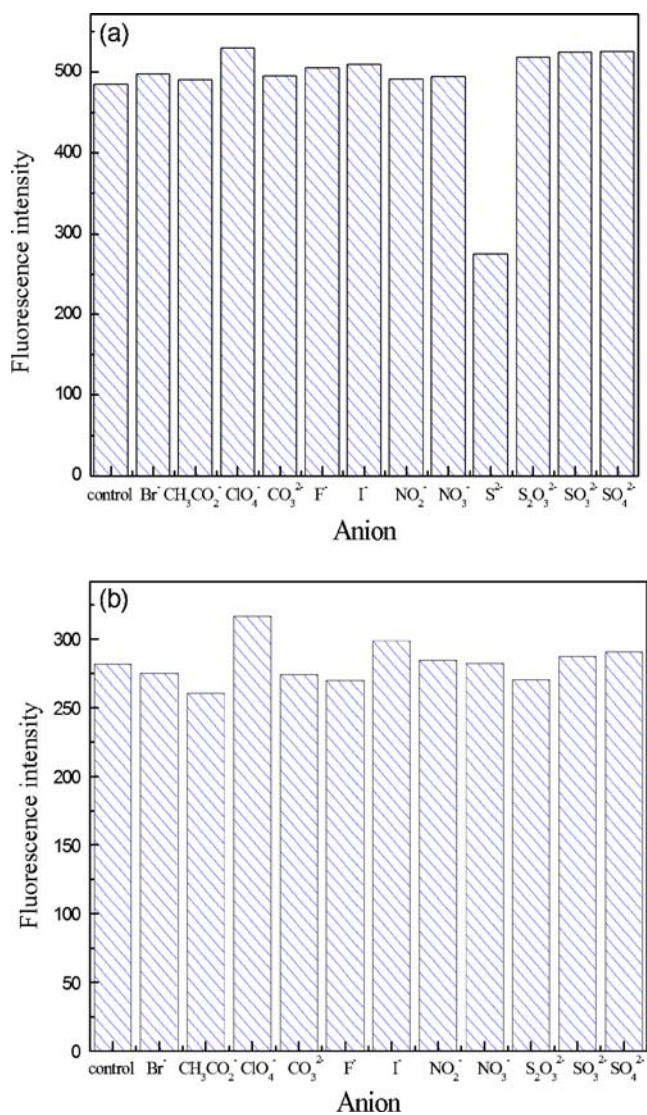 (a)
500
400
300
200
100
0
Fluorescence intensity
control Br⁻ CH₃CO₂⁻ ClO₄⁻ CO₃²⁻ F⁻ I⁻ NO₂⁻ NO₃⁻ S²⁻ S₂O₃²⁻ SO₃²⁻ SO₄²⁻
Anion
(b)
300
250
200
150
100
50
0
Fluorescence intensity
control Br⁻ CH₃CO₂⁻ ClO₄⁻ CO₃²⁻ F⁻ I⁻ NO₂⁻ NO₃⁻ S₂O₃²⁻ SO₃²⁻ SO₄²⁻
Anion